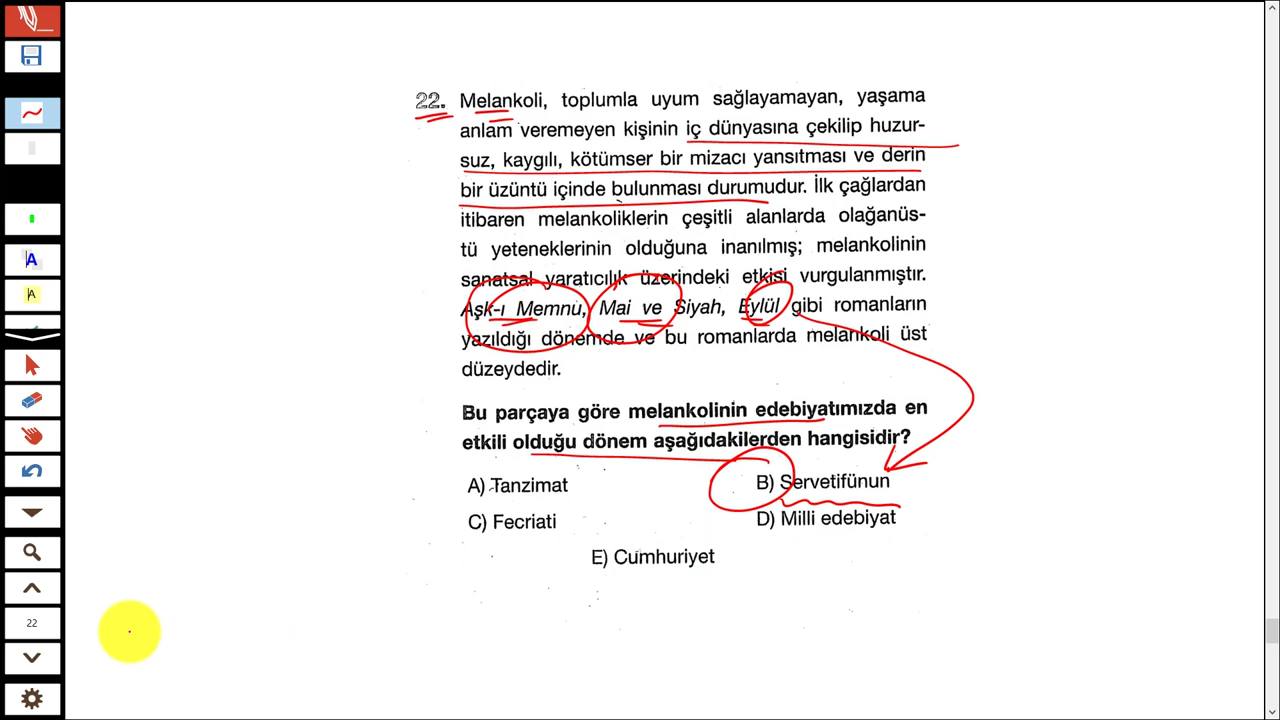 22. Melankoli, toplumla uyum sağlayamayan, yaşama
anlam veremeyen kişinin iç dünyasına çekilip huzur-
suz, kaygılı, kötümser bir mizacı yansıtması ve derin
bir üzüntü içinde bulunması durumudur. İlk çağlardan
itibaren melankoliklerin çeşitli alanlarda olağanüs-
tü yeteneklerinin olduğuna inanılmış; melankolinin
sanatsal yaratıcılık üzerindeki etkisi vurgulanmıştır.
Aşk-ı Memnu, Mai ve Siyah, Eylül gibi romanların
yazıldığı dönemde ve bu romanlarda melankoli üst
düzeydedir.
Bu parçaya göre melankolinin edebiyatımızda en
etkili olduğu dönem aşağıdakilerden hangisidir?
A) Tanzimat
B) Servetifünun
C) Fecriati
D) Milli edebiyat
E) Cumhuriyet
A
A
22